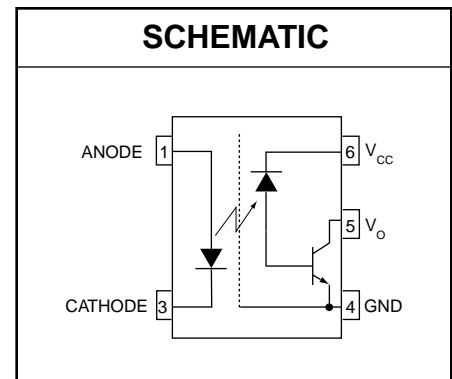 SCHEMATIC
ANODE 1
6 VCC
5 VO
CATHODE 3
4 GND